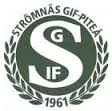 STRÖMNÄS GIF-PITEÅ
S
G
IF
1961